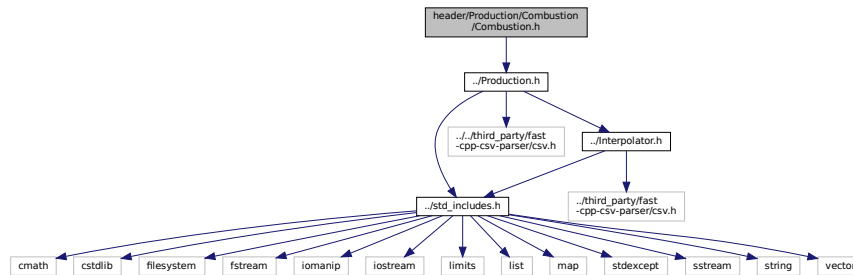 header/Production/Combustion
/Combustion.h
../Production.h
../../third_party/fast
-cpp-csv-parser/csv.h
../Interpolator.h
../std_includes.h
../third_party/fast
-cpp-csv-parser/csv.h
cmath
cstdlib
filesystem
fstream
iomanip
iostream
limits
list
map
stdexcept
sstream
string
vector